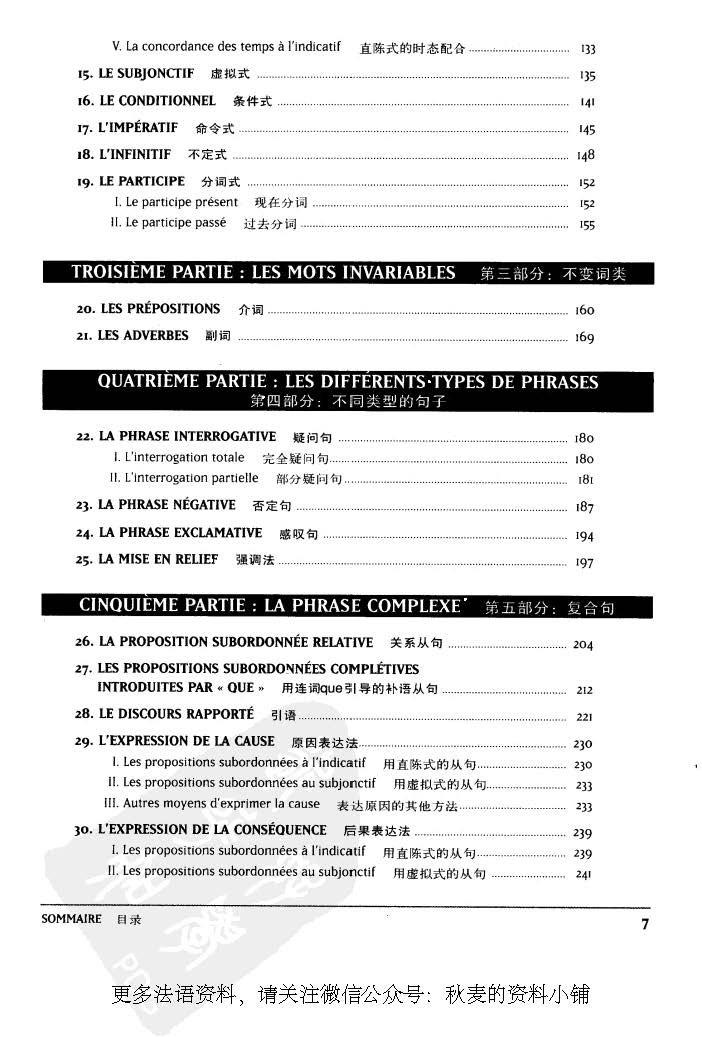 V. La concordance des temps à l'indicatif 直陈式的时态配合 ........ 133
15. LE SUBJONCTIF 虚拟式 ........ 135
16. LE CONDITIONNEL 条件式 ........ 141
17. L'IMPÉRATIF 命令式 ........ 145
18. L'INFINITIF 不定式 ........ 148
19. LE PARTICIPE 分词式 ........ 152
I. Le participe présent 现在分词 ........ 152
II. Le participe passé 过去分词 ........ 155
TROISIÈME PARTIE : LES MOTS INVARIABLES 第三部分：不变词类
20. LES PRÉPOSITIONS 介词 ........ 160
21. LES ADVERBES 副词 ........ 169
QUATRIÈME PARTIE : LES DIFFÉRENTS TYPES DE PHRASES
第四部分：不同类型的句子
22. LA PHRASE INTERROGATIVE 疑问句 ........ 180
I. L'interrogation totale 完全疑问句 ........ 180
II. L'interrogation partielle 部分疑问句 ........ 181
23. LA PHRASE NÉGATIVE 否定句 ........ 187
24. LA PHRASE EXCLAMATIVE 感叹句 ........ 194
25. LA MISE EN RELIEF 强调法 ........ 197
CINQUIÈME PARTIE : LA PHRASE COMPLEXE 第五部分：复合句
26. LA PROPOSITION SUBORDONNÉE RELATIVE 关系从句 ........ 204
27. LES PROPOSITIONS SUBORDONNÉES COMPLÉTIVES
INTRODUITES PAR « QUE » 用连词que引导的补语从句 ........ 212
28. LE DISCOURS RAPPORTÉ 引语 ........ 221
29. L'EXPRESSION DE LA CAUSE 原因表达法 ........ 230
I. Les propositions subordonnées à l'indicatif 用直陈式的从句 ........ 230
II. Les propositions subordonnées au subjonctif 用虚拟式的从句 ........ 233
III. Autres moyens d'exprimer la cause 表达原因的其他方法 ........ 233
30. L'EXPRESSION DE LA CONSÉQUENCE 后果表达法 ........ 239
I. Les propositions subordonnées à l'indicatif 用直陈式的从句 ........ 239
II. Les propositions subordonnées au subjonctif 用虚拟式的从句 ........ 241
SOMMAIRE 目录 7
更多法语资料，请关注微信公众号：秋麦的资料小铺